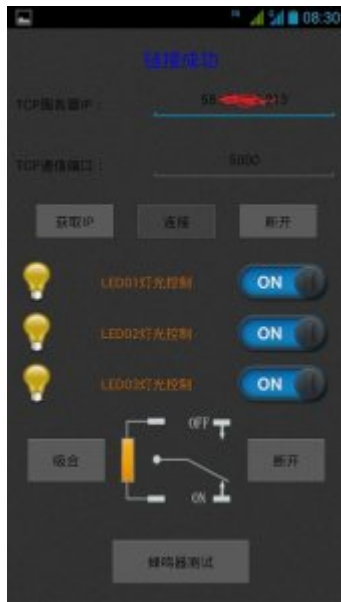 08:30
链接成功
TCP服务器IP：
TCP通信端口： 5000
获取IP 连接 断开
LED01灯光控制 ON
LED02灯光控制 ON
LED03灯光控制 ON
OFF
吸合 断开
ON
蜂鸣器测试